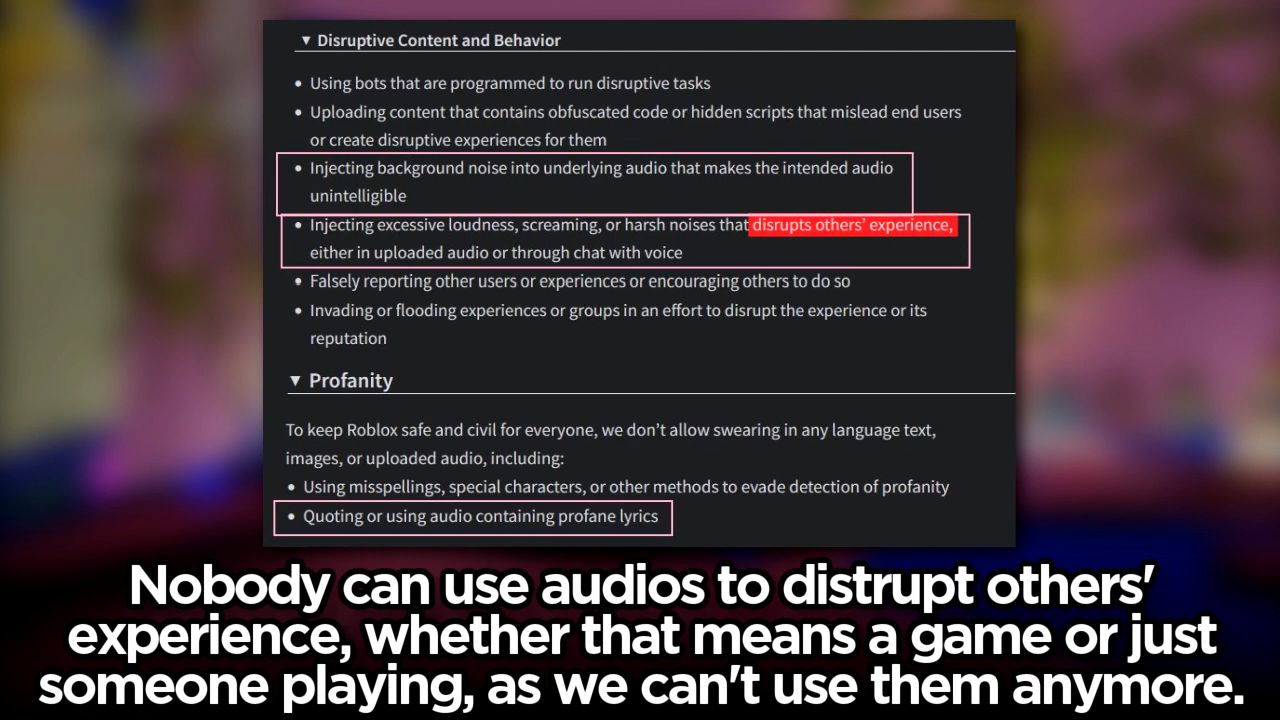 ▼ Disruptive Content and Behavior
• Using bots that are programmed to run disruptive tasks
• Uploading content that contains obfuscated code or hidden scripts that mislead end users
or create disruptive experiences for them
• Injecting background noise into underlying audio that makes the intended audio
unintelligible
• Injecting excessive loudness, screaming, or harsh noises that disrupts others’ experience,
either in uploaded audio or through chat with voice
• Falsely reporting other users or experiences or encouraging others to do so
• Invading or flooding experiences or groups in an effort to disrupt the experience or its
reputation
▼ Profanity
To keep Roblox safe and civil for everyone, we don’t allow swearing in any language text,
images, or uploaded audio, including:
• Using misspellings, special characters, or other methods to evade detection of profanity
• Quoting or using audio containing profane lyrics
Nobody can use audios to distrupt others'
experience, whether that means a game or just
someone playing, as we can't use them anymore.